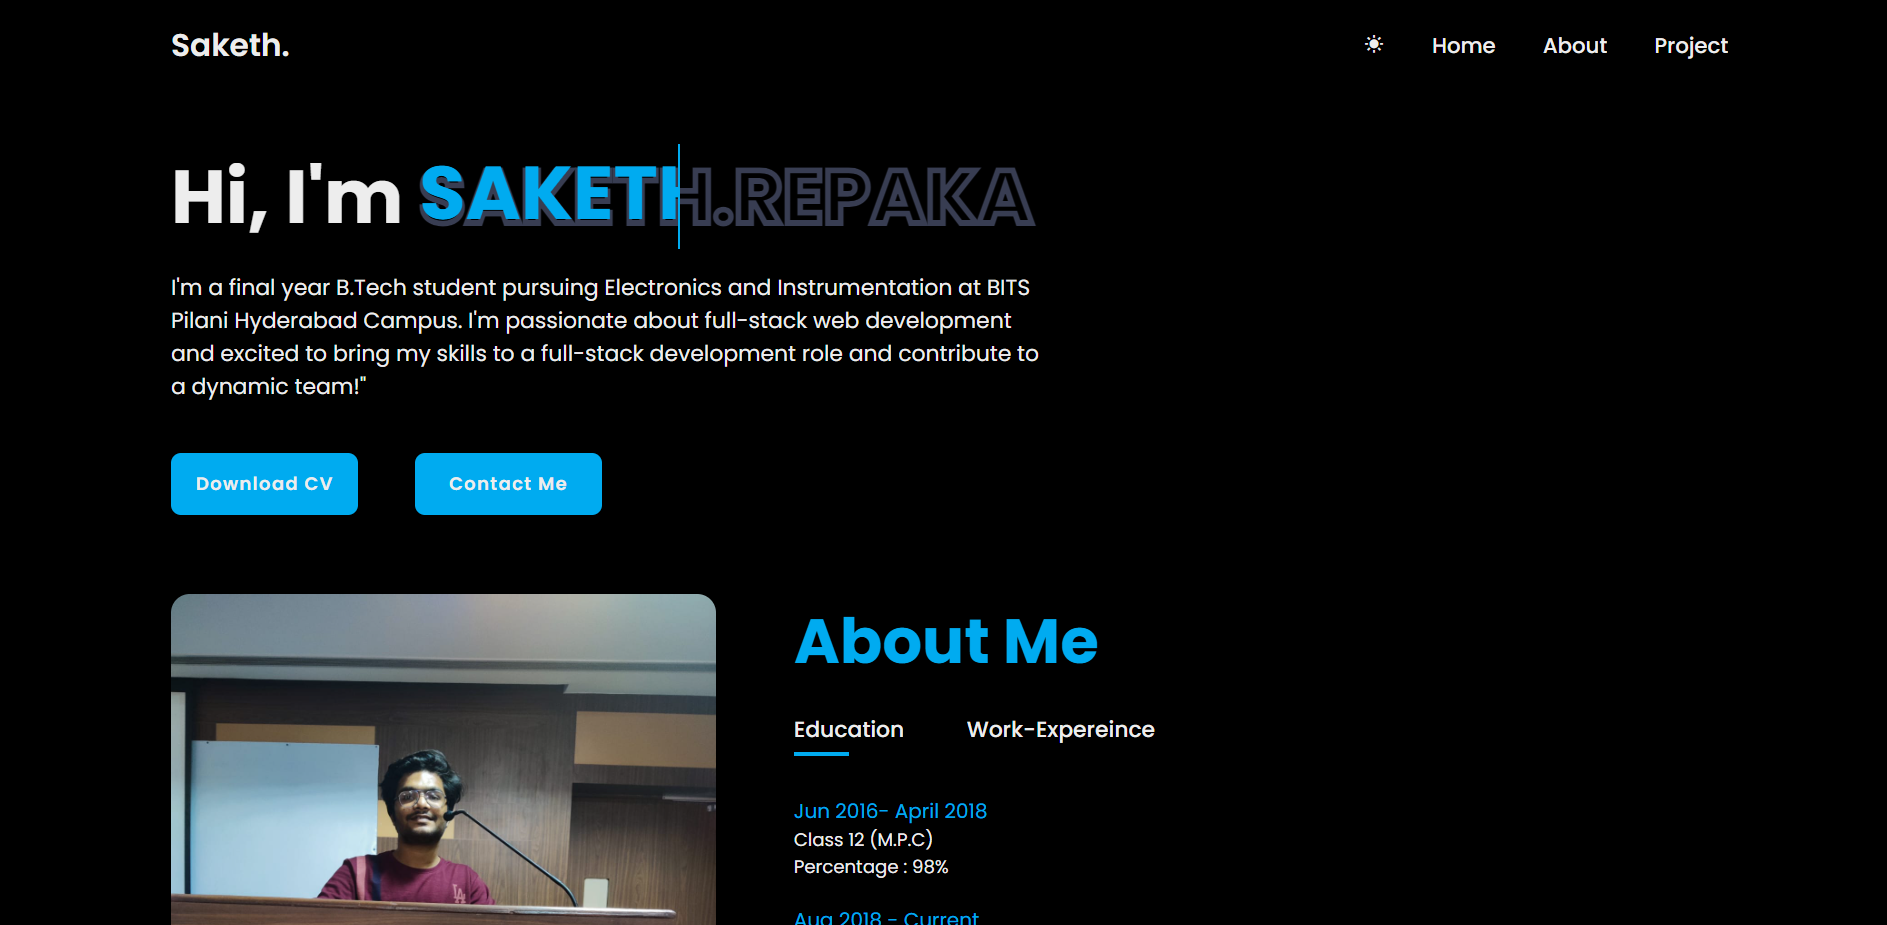 Saketh.
Home About Project
Hi, I'm SAKETH.REPAKA
I'm a final year B.Tech student pursuing Electronics and Instrumentation at BITS
Pilani Hyderabad Campus. I'm passionate about full-stack web development
and excited to bring my skills to a full-stack development role and contribute to
a dynamic team!"
Download CV Contact Me
About Me
Education Work-Expereince
Jun 2016- April 2018
Class 12 (M.P.C)
Percentage : 98%
Aug 2018 - Current
LA